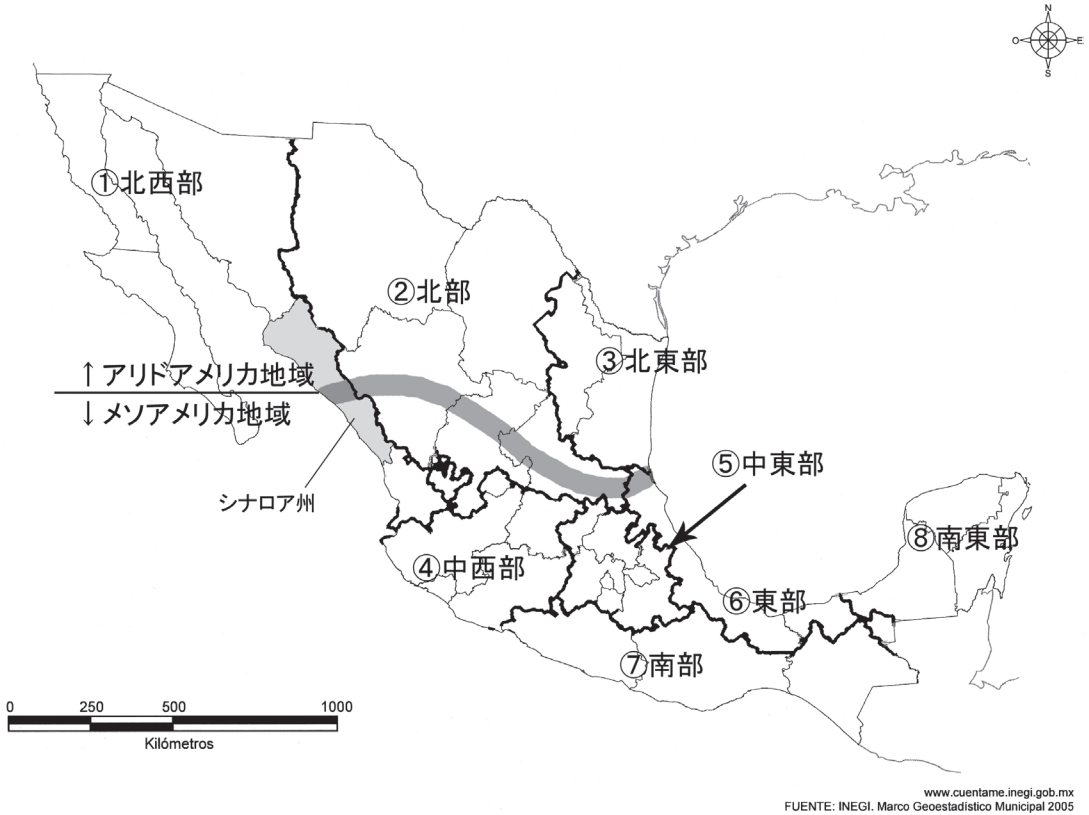 N
O
E
S
①北西部
②北部
③北東部
↑アリドアメリカ地域
↓メソアメリカ地域
シナロア州
⑤中東部
⑧南東部
④中西部
⑥東部
⑦南部
0 250 500 1000
Kilómetros
www.cuentame.inegi.gob.mx
FUENTE: INEGI. Marco Geoestadístico Municipal 2005